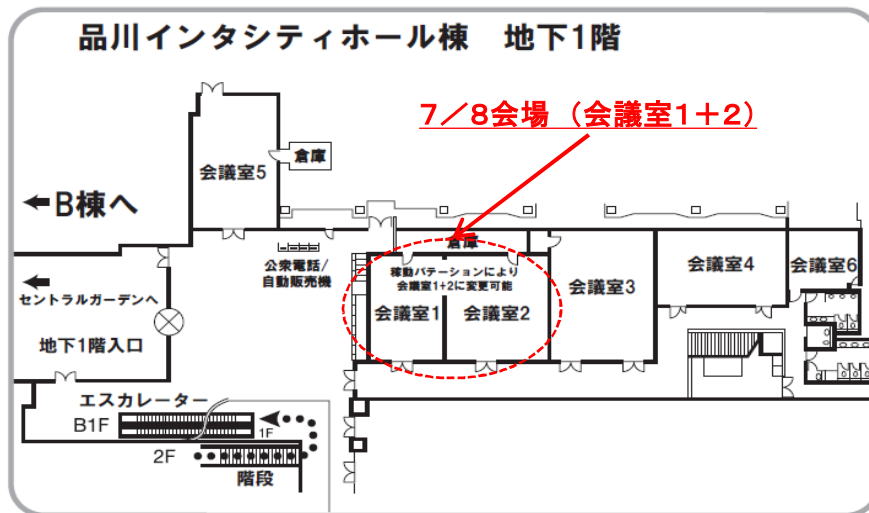 品川インタシティホール棟 地下1階
7/8会場（会議室1+2）
倉庫
会議室5
←B棟へ
倉庫
会議室4
会議室6
公衆電話/
自動販売機
稼動パテーションにより
会議室1+2に変更可能
会議室3
セントラルガーデンへ
会議室1
会議室2
地下1階入口
エスカレーター
B1F
1F
2F
階段